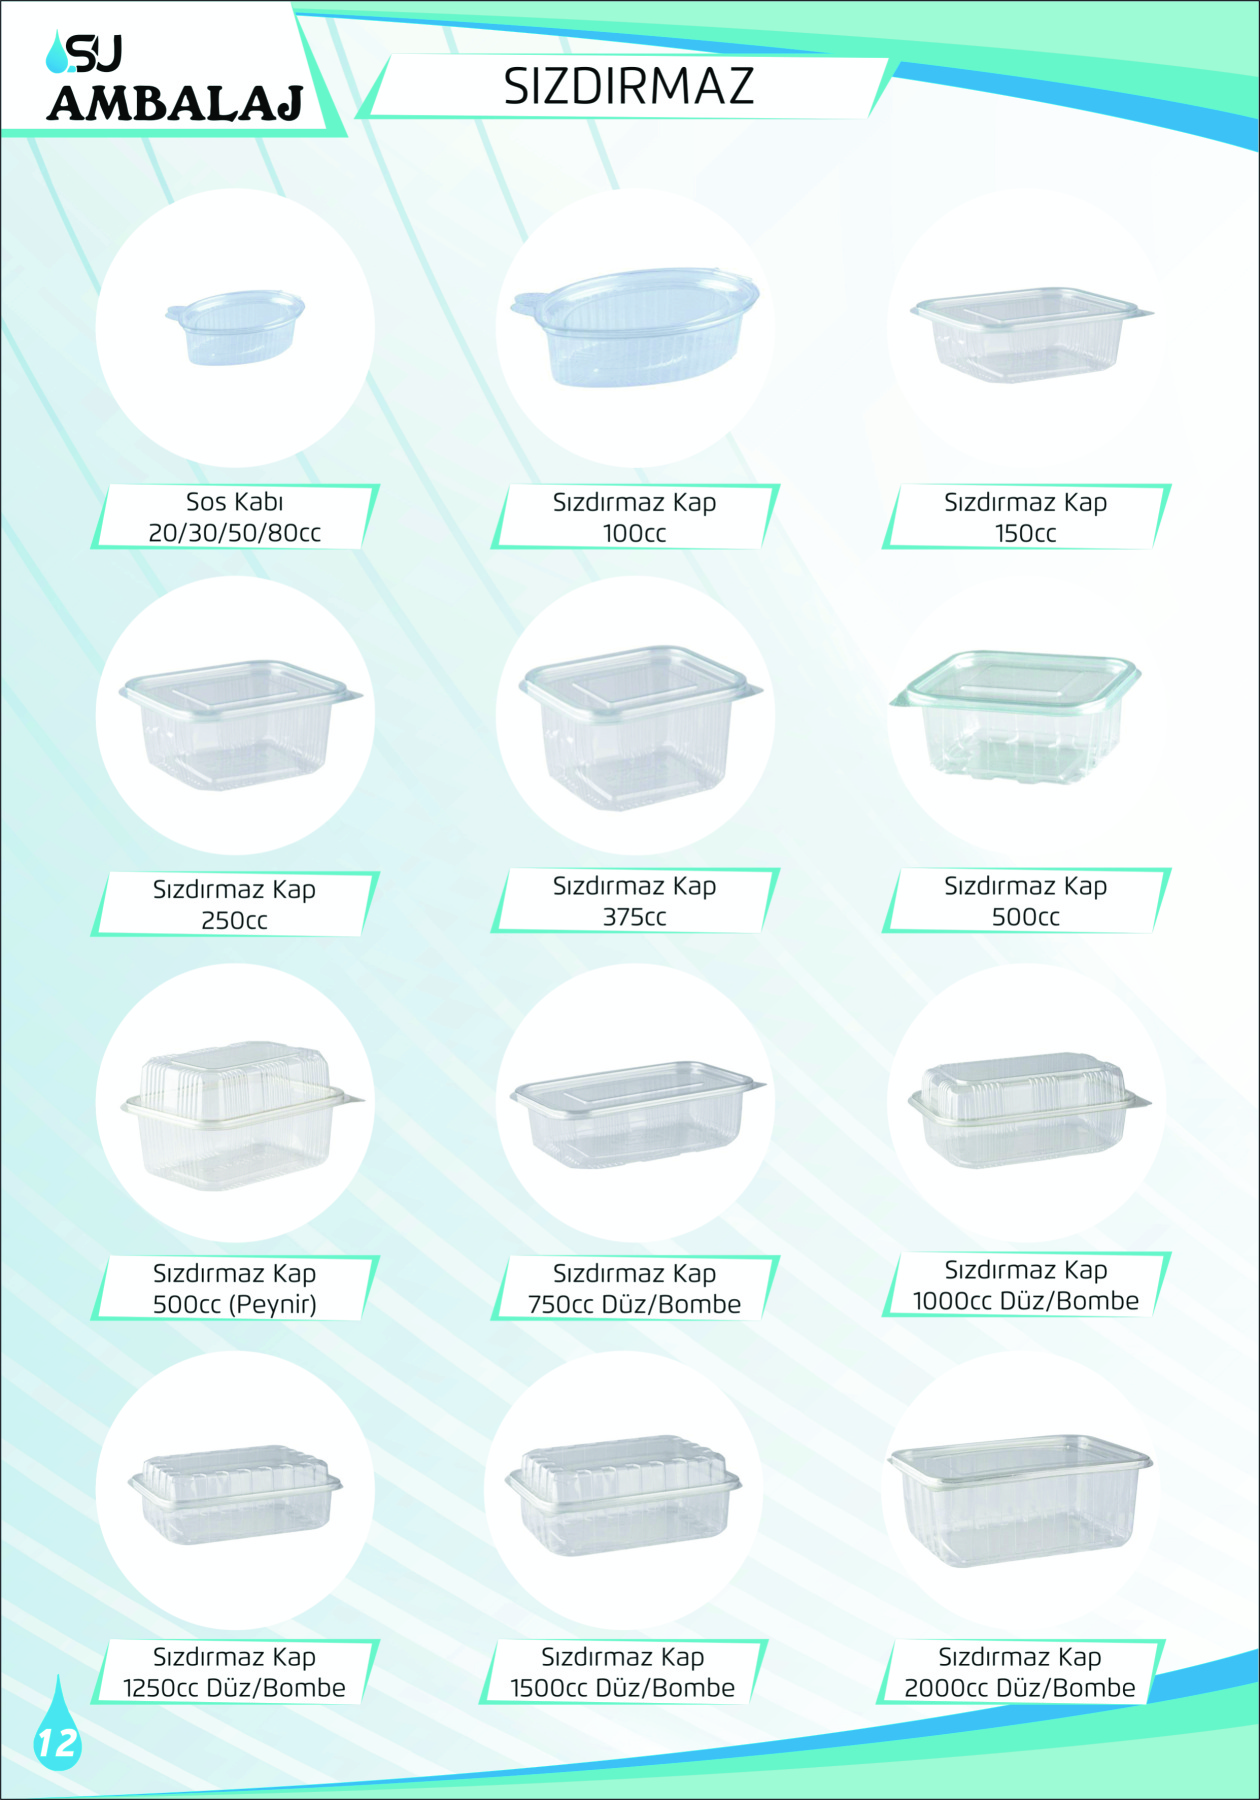 SU
AMBALAJ
SIZDIRMAZ
Sos Kabı
20/30/50/80cc
Sızdırmaz Kap
100cc
Sızdırmaz Kap
150cc
Sızdırmaz Kap
250cc
Sızdırmaz Kap
375cc
Sızdırmaz Kap
500cc
Sızdırmaz Kap
500cc (Peynir)
Sızdırmaz Kap
750cc Düz/Bombe
Sızdırmaz Kap
1000cc Düz/Bombe
Sızdırmaz Kap
1250cc Düz/Bombe
Sızdırmaz Kap
1500cc Düz/Bombe
Sızdırmaz Kap
2000cc Düz/Bombe
12